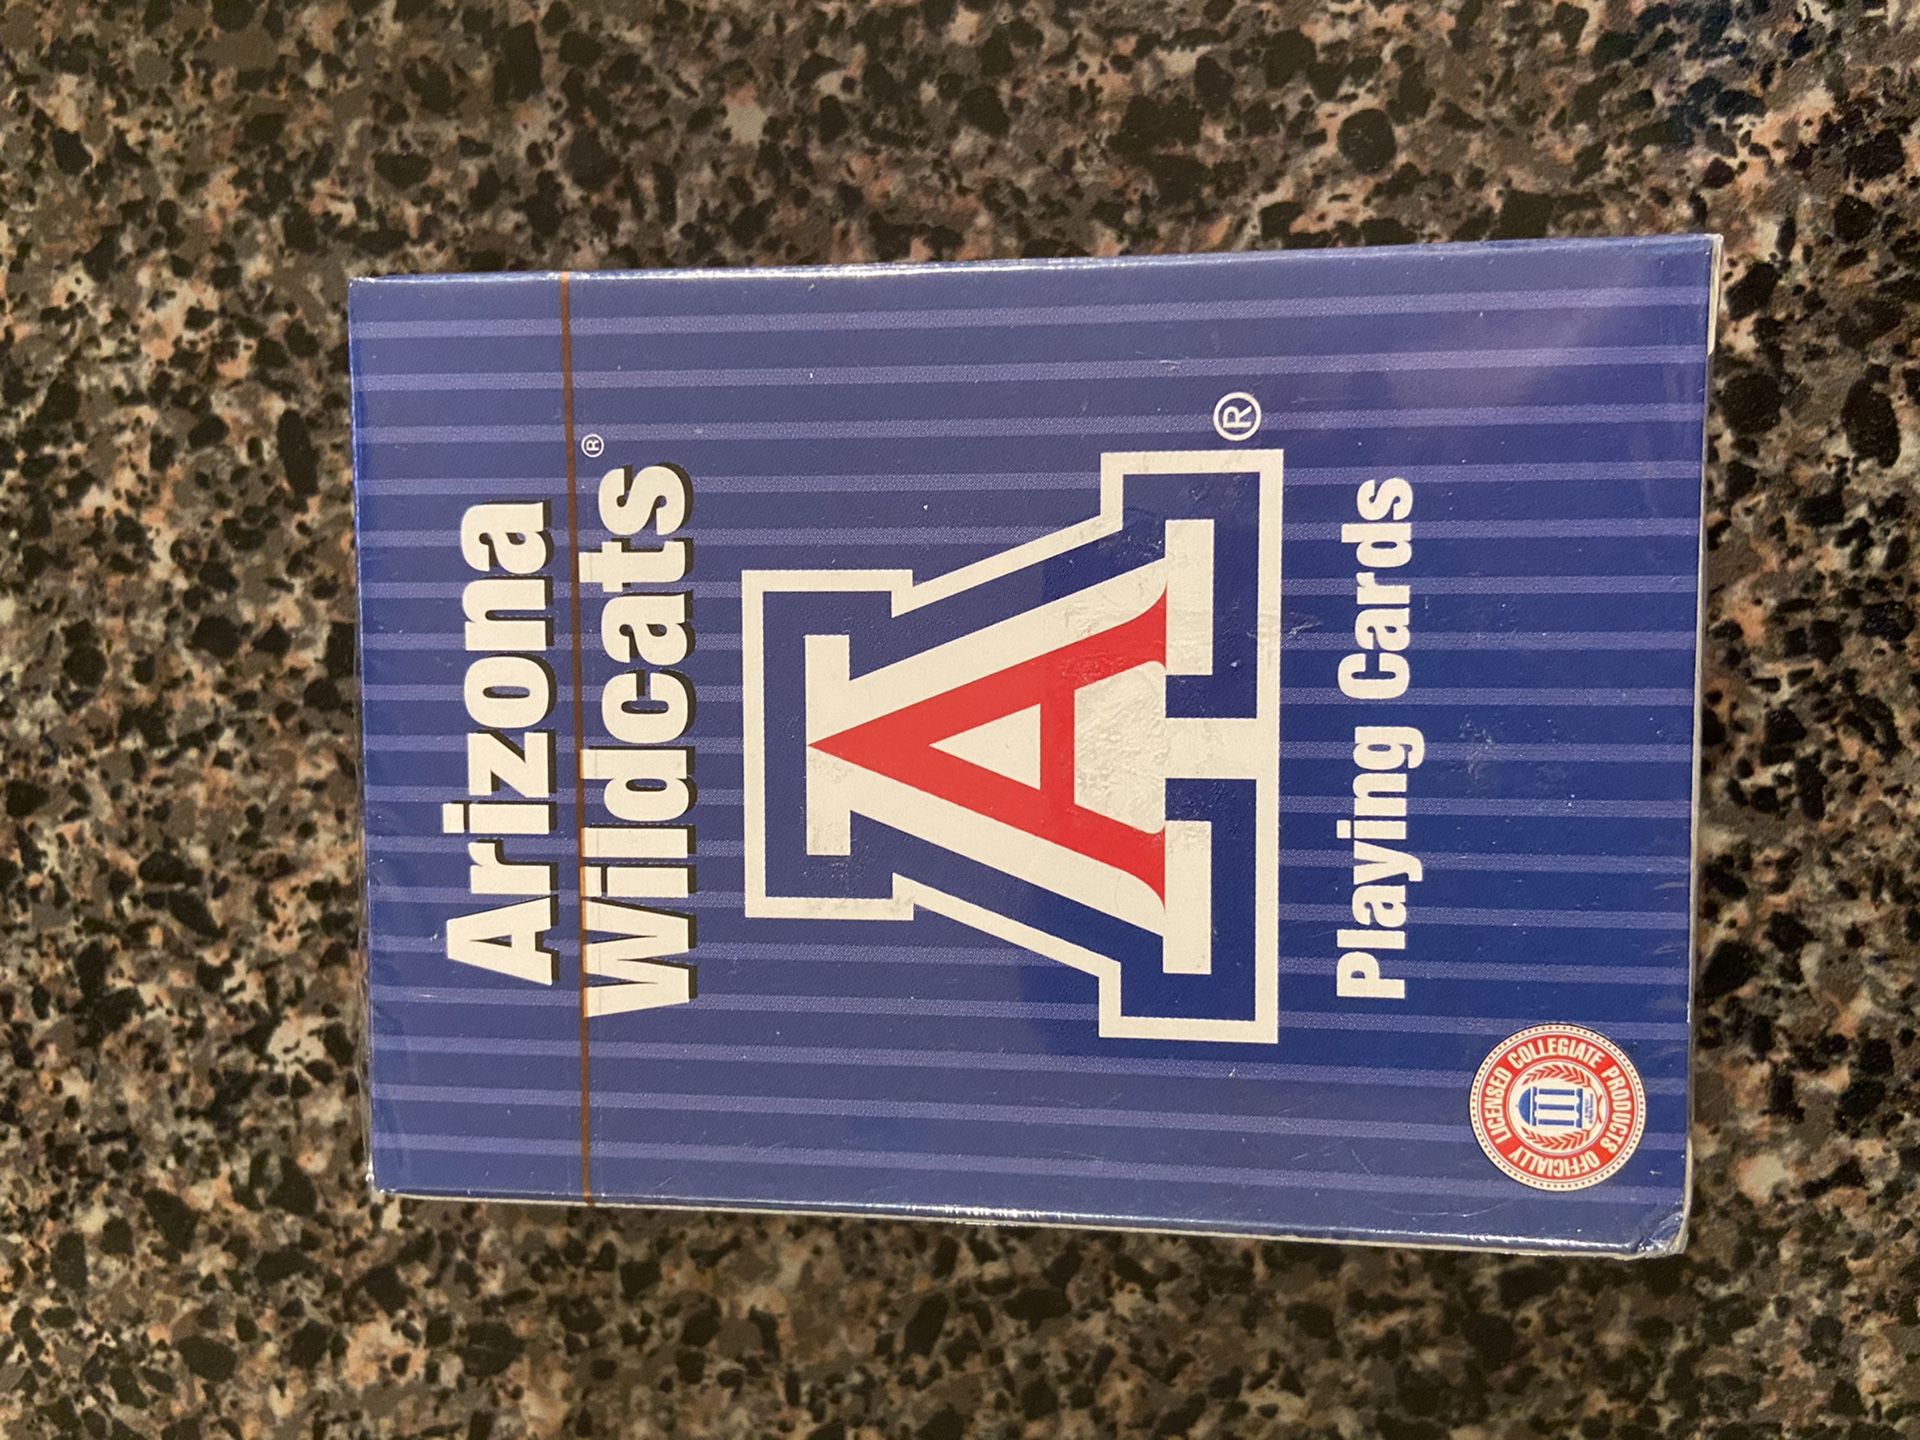 Arizona
Wildcats®
A®
Playing Cards
OFFICIALLY LICENSED COLLEGIATE PRODUCTS